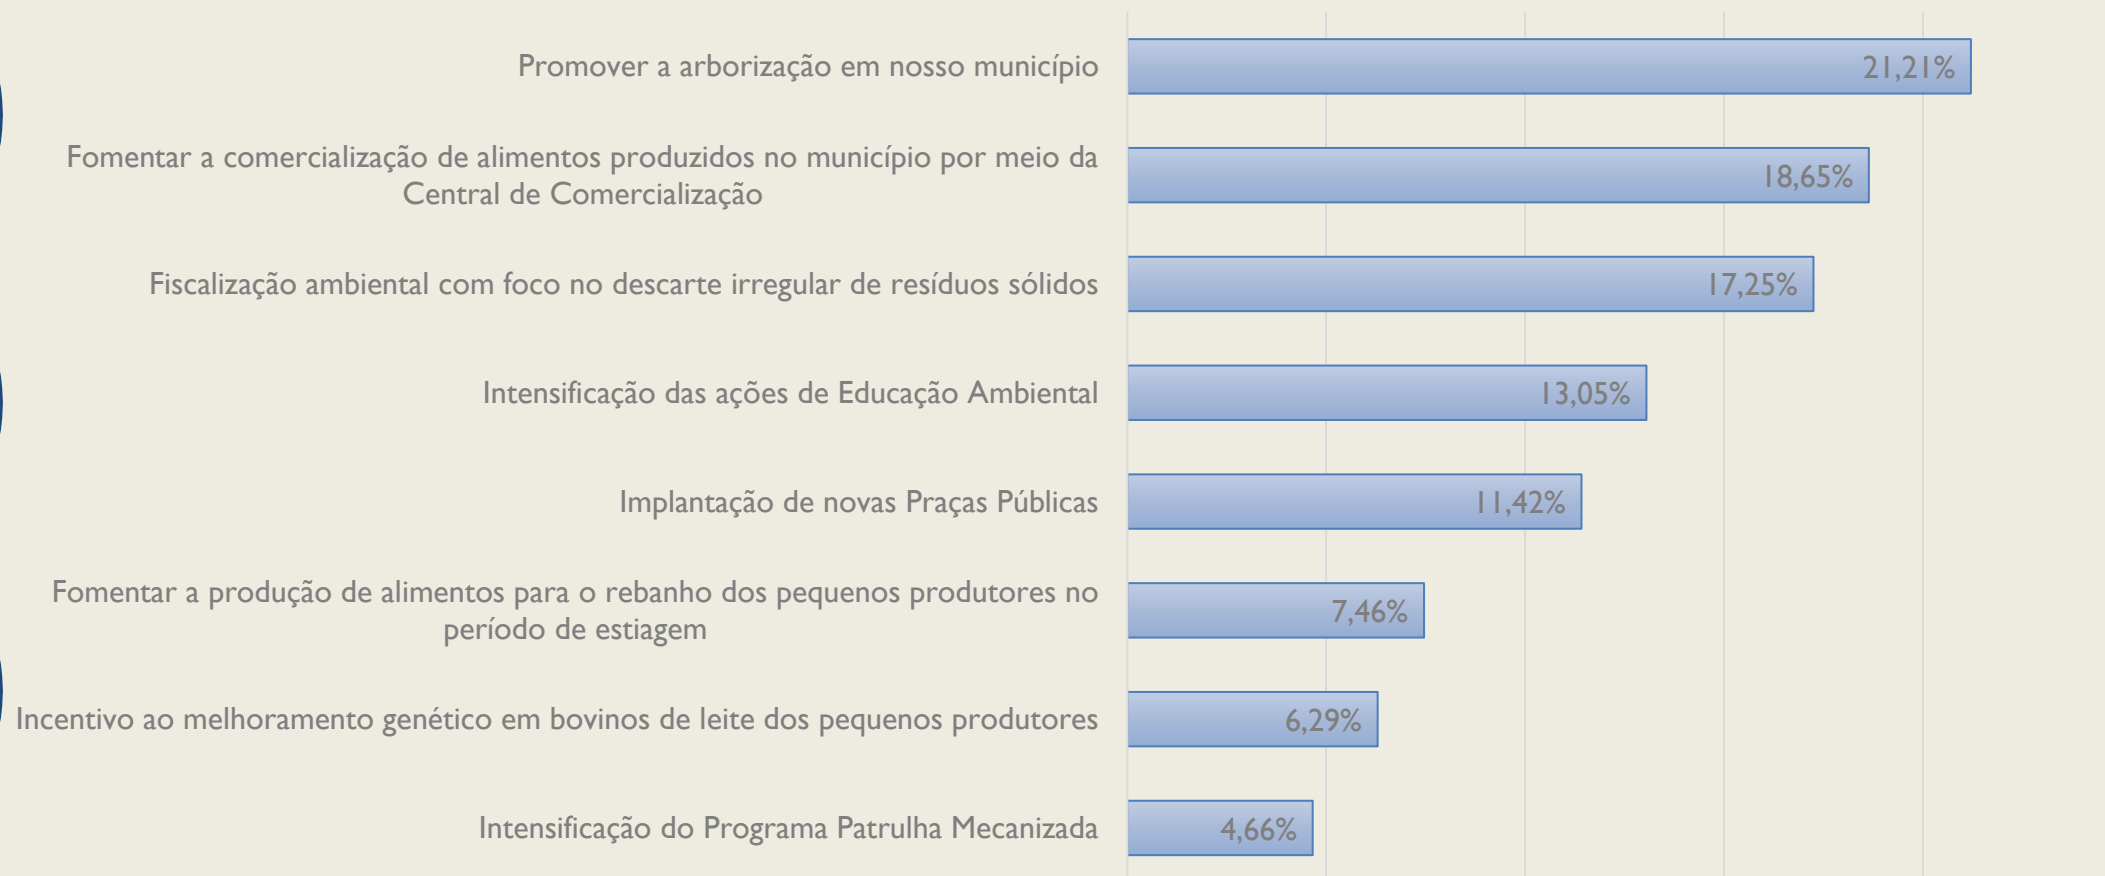 Promover a arborização em nosso município
21,21%
Fomentar a comercialização de alimentos produzidos no município por meio da
Central de Comercialização
18,65%
Fiscalização ambiental com foco no descarte irregular de resíduos sólidos
17,25%
Intensificação das ações de Educação Ambiental
13,05%
Implantação de novas Praças Públicas
11,42%
Fomentar a produção de alimentos para o rebanho dos pequenos produtores no
período de estiagem
7,46%
Incentivo ao melhoramento genético em bovinos de leite dos pequenos produtores
6,29%
Intensificação do Programa Patrulha Mecanizada
4,66%